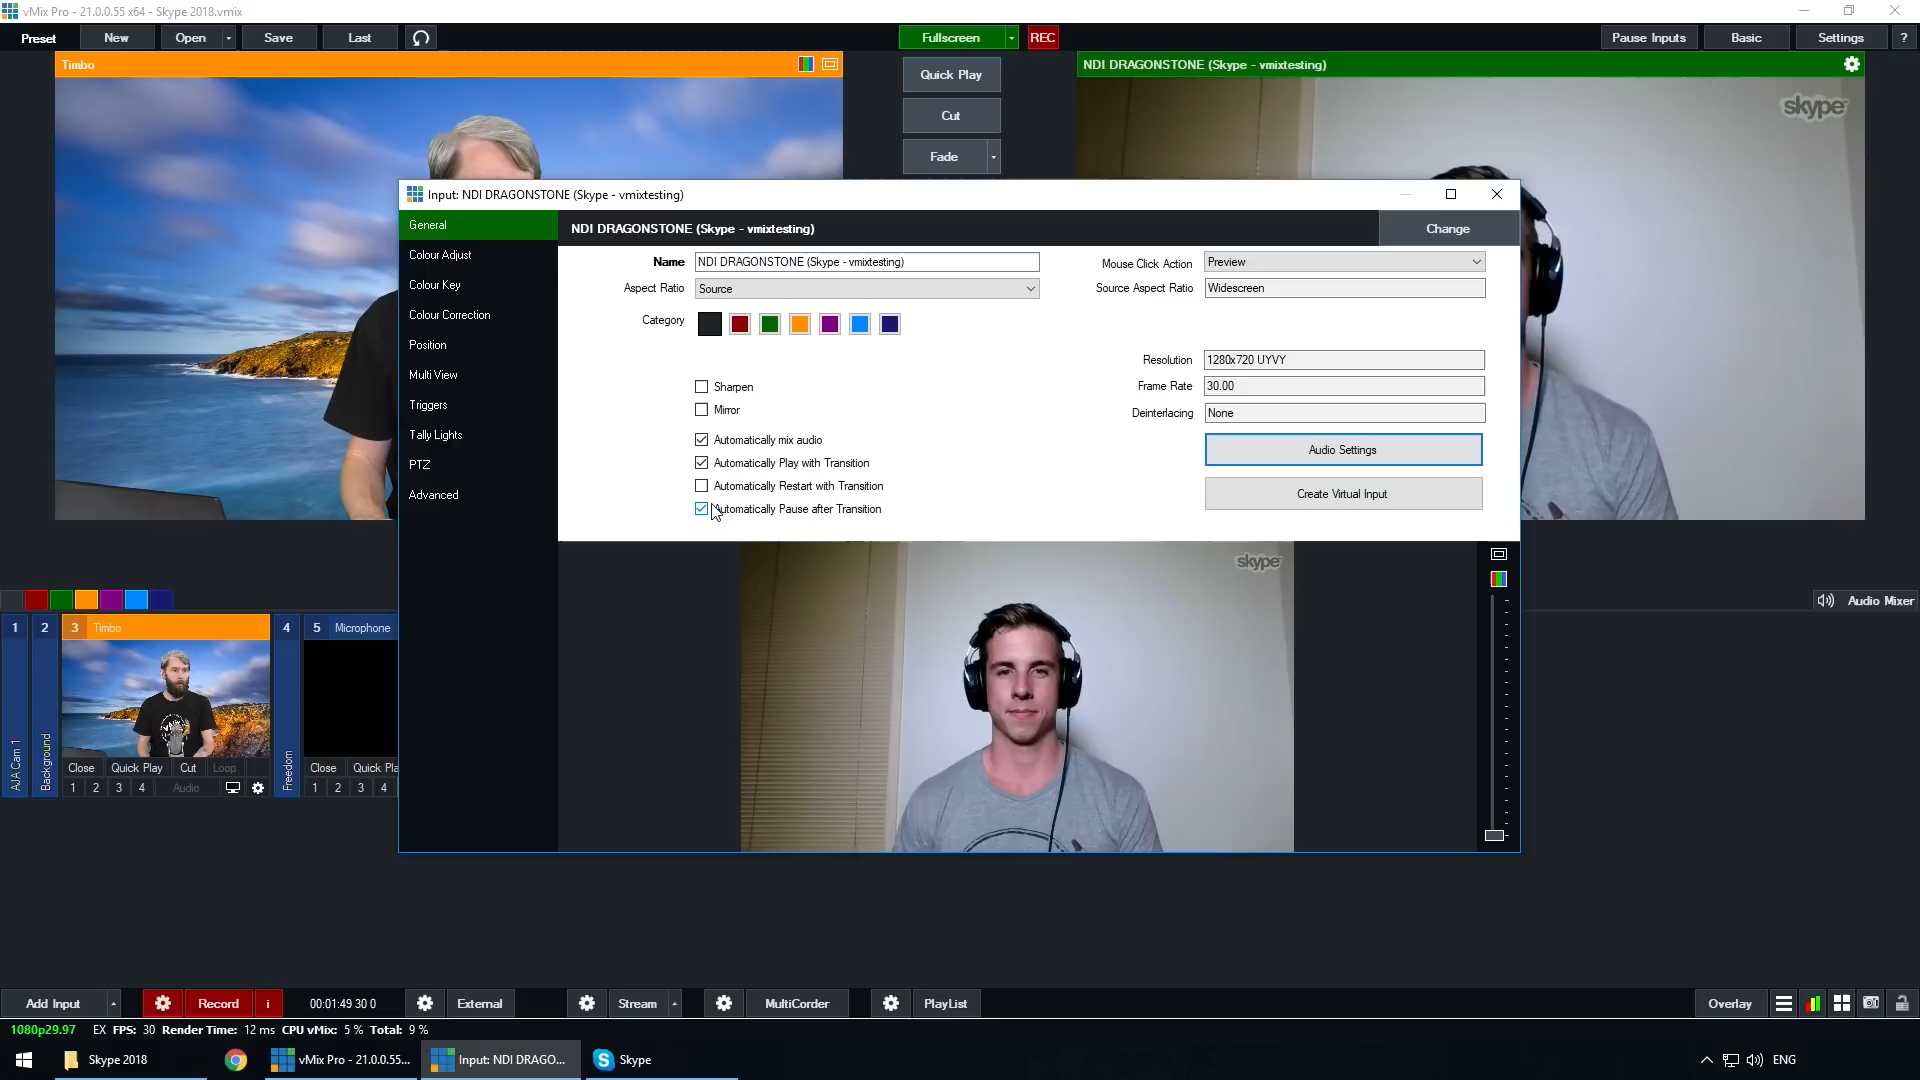 vMix Pro - 21.0.0.55 x64 - Skype 2018.vmix
Preset New Open Save Last Fullscreen REC Pause Inputs Basic Settings ?
Timbo
Quick Play
Cut
Fade
NDI DRAGONSTONE (Skype - vmixtesting)
skype
Input: NDI DRAGONSTONE (Skype - vmixtesting)
General
Colour Adjust
Colour Key
Colour Correction
Position
Multi View
Triggers
Tally Lights
PTZ
Advanced
NDI DRAGONSTONE (Skype - vmixtesting) Change
Name NDI DRAGONSTONE (Skype - vmixtesting) Mouse Click Action Preview
Aspect Ratio Source Source Aspect Ratio Widescreen
Category
Resolution 1280x720 UYVY
Sharpen Frame Rate 30.00
Mirror Deinterlacing None
Automatically mix audio Audio Settings
Automatically Play with Transition
Automatically Restart with Transition Create Virtual Input
Automatically Pause after Transition
skype
Audio Mixer
1 AJA Cam 1
2 Background
3 Timbo
Close Quick Play Cut Loop
1 2 3 4 Audio
4 Freedom
5 Microphone
Close Quick Pla
1 2 3 4
Add Input Record i 00:01:49 30 0 External Stream MultiCorder PlayList Overlay
1080p29.97 EX FPS: 30 Render Time: 12 ms CPU vMix: 5 % Total: 9 %
Skype 2018 vMix Pro - 21.0.0.55... Input: NDI DRAGO... Skype ENG